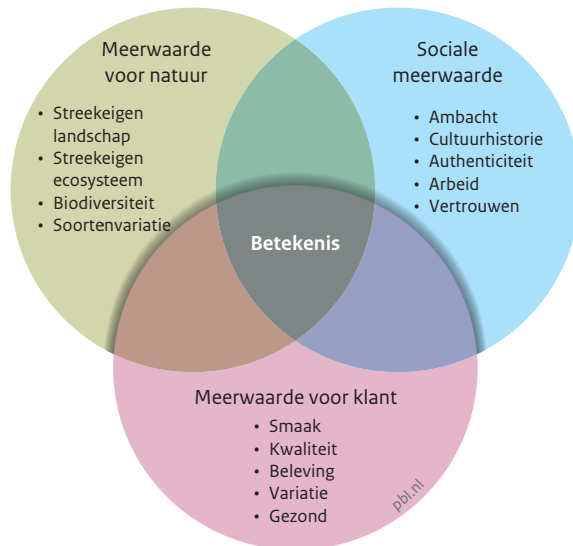 Meerwaarde
voor natuur
• Streekeigen
landschap
• Streekeigen
ecosysteem
• Biodiversiteit
• Soortenvariatie
Sociale
meerwaarde
• Ambacht
• Cultuurhistorie
• Authenticiteit
• Arbeid
• Vertrouwen
Betekenis
Meerwaarde voor klant
• Smaak
• Kwaliteit
• Beleving
• Variatie
• Gezond
pbl.nl